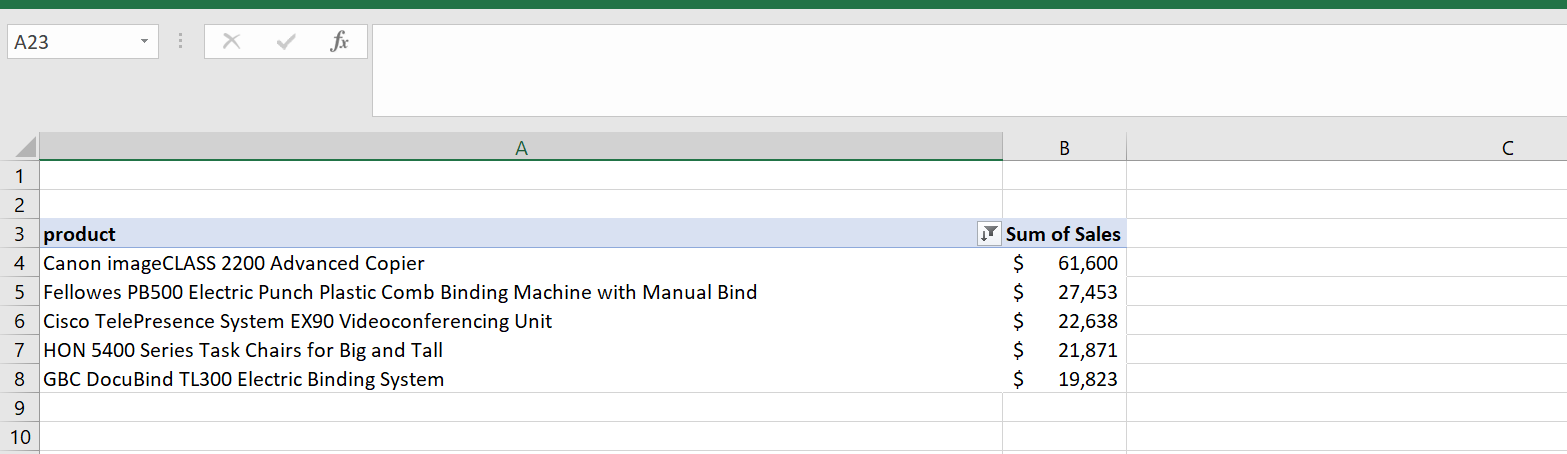 A23 fx
A B C
1
2
3 product Sum of Sales
4 Canon imageCLASS 2200 Advanced Copier $ 61,600
5 Fellowes PB500 Electric Punch Plastic Comb Binding Machine with Manual Bind $ 27,453
6 Cisco TelePresence System EX90 Videoconferencing Unit $ 22,638
7 HON 5400 Series Task Chairs for Big and Tall $ 21,871
8 GBC DocuBind TL300 Electric Binding System $ 19,823
9
10